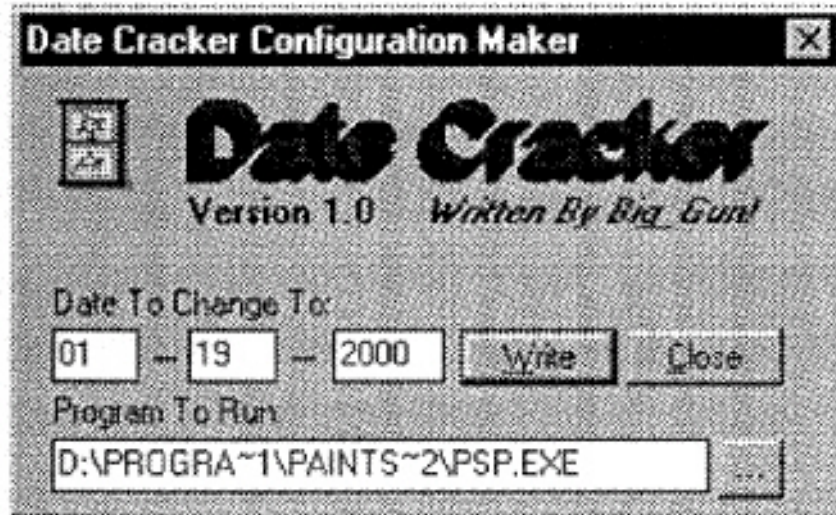 Date Cracker Configuration Maker
Date Cracker
Version 1.0 Written By Big_Gun!
Date To Change To:
01 - 19 - 2000 Write Close
Program To Run:
D:\PROGRA~1\PAINTS~2\PSP.EXE ...